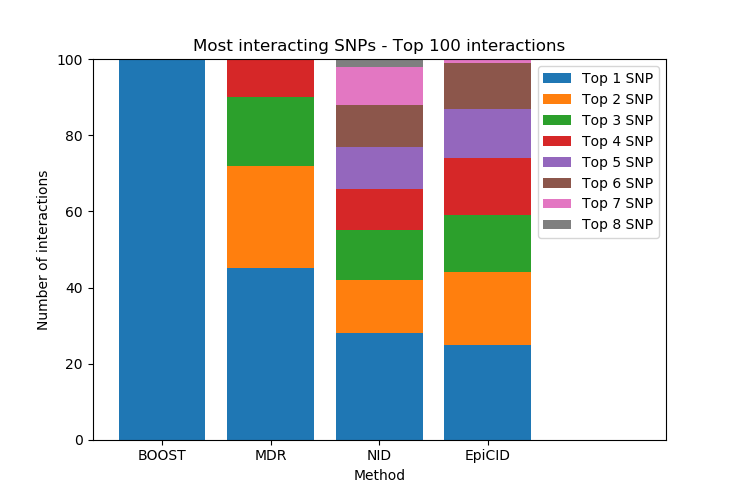 Most interacting SNPs - Top 100 interactions
Number of interactions
100
80
60
40
20
0
BOOST
MDR
NID
EpiCID
Method
Top 1 SNP
Top 2 SNP
Top 3 SNP
Top 4 SNP
Top 5 SNP
Top 6 SNP
Top 7 SNP
Top 8 SNP